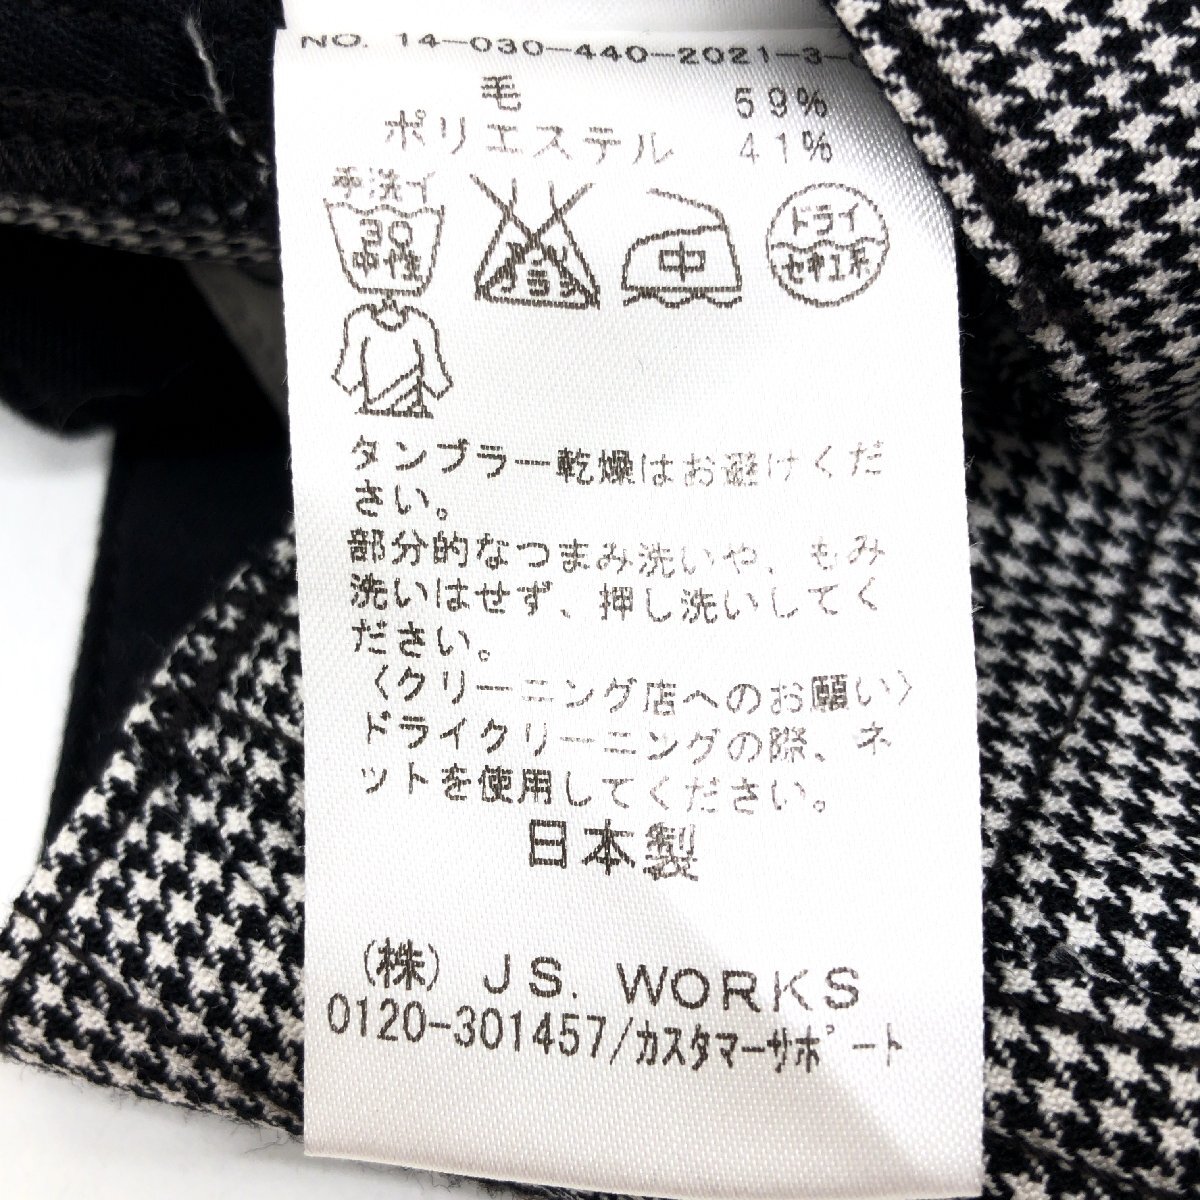 NO. 14-030-440-2021-3-
毛 59%
ポリエステル 41%
手洗イ
30
中性
中
ドライ
セキユ系
タンブラー乾燥はお避けくだ
さい。
部分的なつまみ洗いや、もみ
洗いはせず、押し洗いしてく
ださい。
〈クリーニング店へのお願い〉
ドライクリーニングの際、ネ
ットを使用してください。
日本製
(株) JS. WORKS
0120-301457/カスタマーサポート